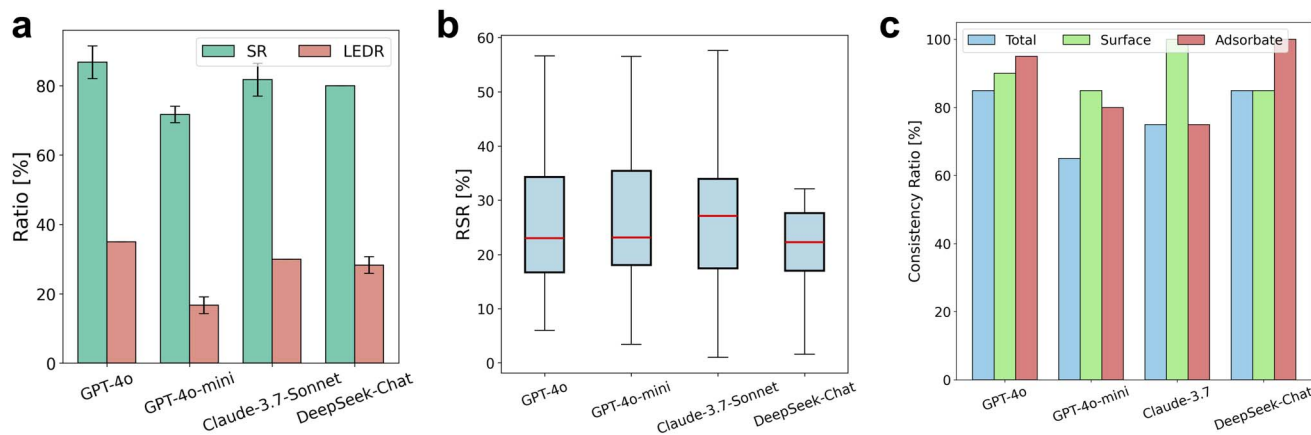 a
SR
LEDR
Ratio [%]
80
60
40
20
0
GPT-4o
GPT-4o-mini
Claude-3.7-Sonnet
DeepSeek-Chat
b
RSR [%]
60
50
40
30
20
10
0
GPT-4o
GPT-4o-mini
Claude-3.7-Sonnet
DeepSeek-Chat
c
Total
Surface
Adsorbate
Consistency Ratio [%]
100
80
60
40
20
0
GPT-4o
GPT-4o-mini
Claude-3.7
DeepSeek-Chat